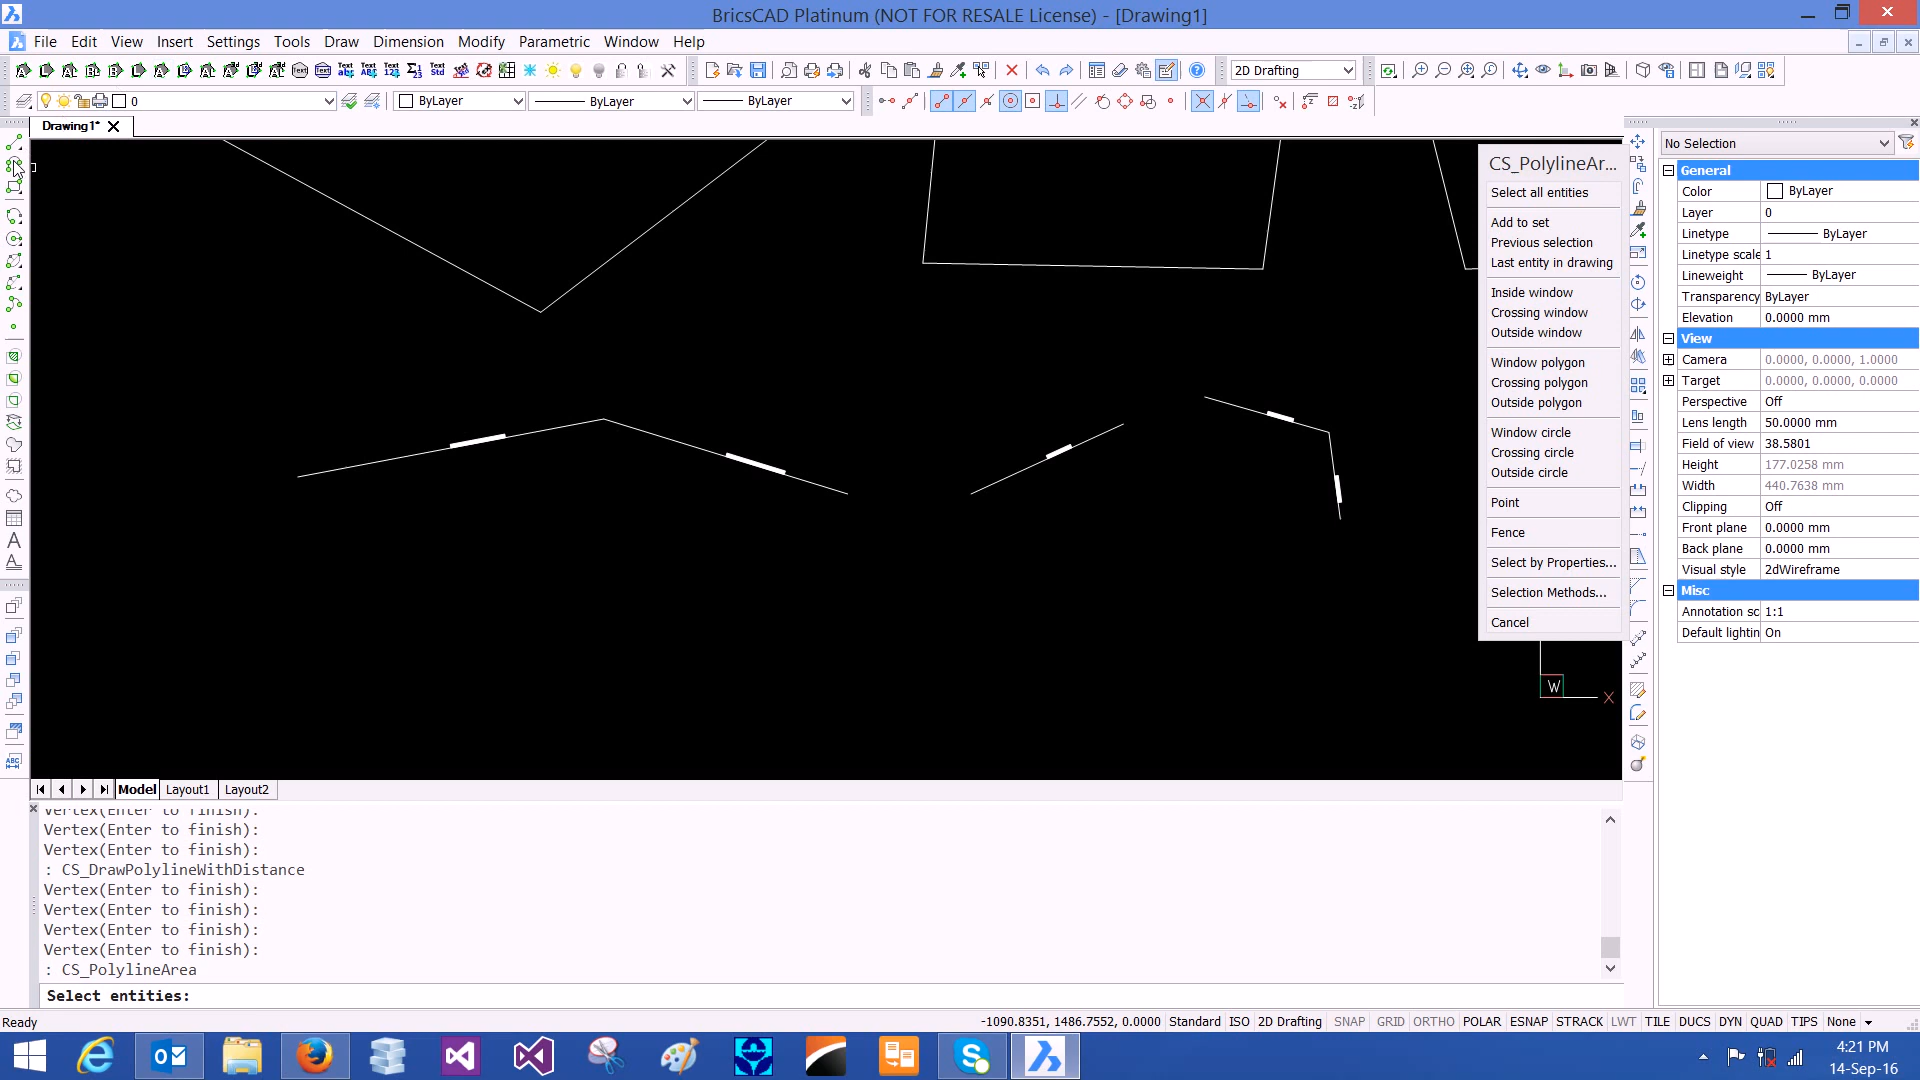 BricsCAD Platinum (NOT FOR RESALE License) - [Drawing1]
File Edit View Insert Settings Tools Draw Dimension Modify Parametric Window Help
2D Drafting
0
ByLayer
ByLayer
ByLayer
Drawing1*
No Selection
General
Color ByLayer
Layer 0
Linetype ByLayer
Linetype scale 1
Lineweight ByLayer
Transparency ByLayer
Elevation 0.0000 mm
View
Camera 0.0000, 0.0000, 1.0000
Target 0.0000, 0.0000, 0.0000
Perspective Off
Lens length 50.0000 mm
Field of view 38.5801
Height 177.0258 mm
Width 440.7638 mm
Clipping Off
Front plane 0.0000 mm
Back plane 0.0000 mm
Visual style 2dWireframe
Misc
Annotation sc 1:1
Default lightin On
CS_PolylineAr...
Select all entities
Add to set
Previous selection
Last entity in drawing
Inside window
Crossing window
Outside window
Window polygon
Crossing polygon
Outside polygon
Window circle
Crossing circle
Outside circle
Point
Fence
Select by Properties...
Selection Methods...
Cancel
W
X
Model Layout1 Layout2
Vertex(Enter to finish):
Vertex(Enter to finish):
Vertex(Enter to finish):
: CS_DrawPolylineWithDistance
Vertex(Enter to finish):
Vertex(Enter to finish):
Vertex(Enter to finish):
Vertex(Enter to finish):
: CS_PolylineArea
Select entities:
Ready
-1090.8351, 1486.7552, 0.0000 Standard ISO 2D Drafting SNAP GRID ORTHO POLAR ESNAP STRACK LWT TILE DUCS DYN QUAD TIPS None
4:21 PM
14-Sep-16